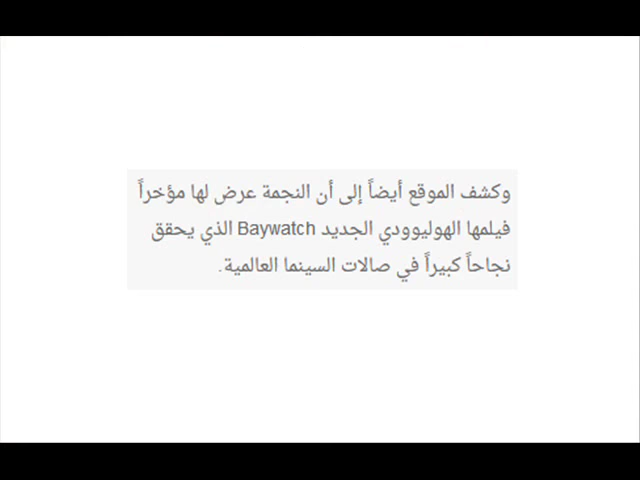 وكشف الموقع أيضاً إلى أن النجمة عرض لها مؤخراً
فيلمها الهوليوودي الجديد Baywatch الذي يحقق
نجاحاً كبيراً في صالات السينما العالمية.